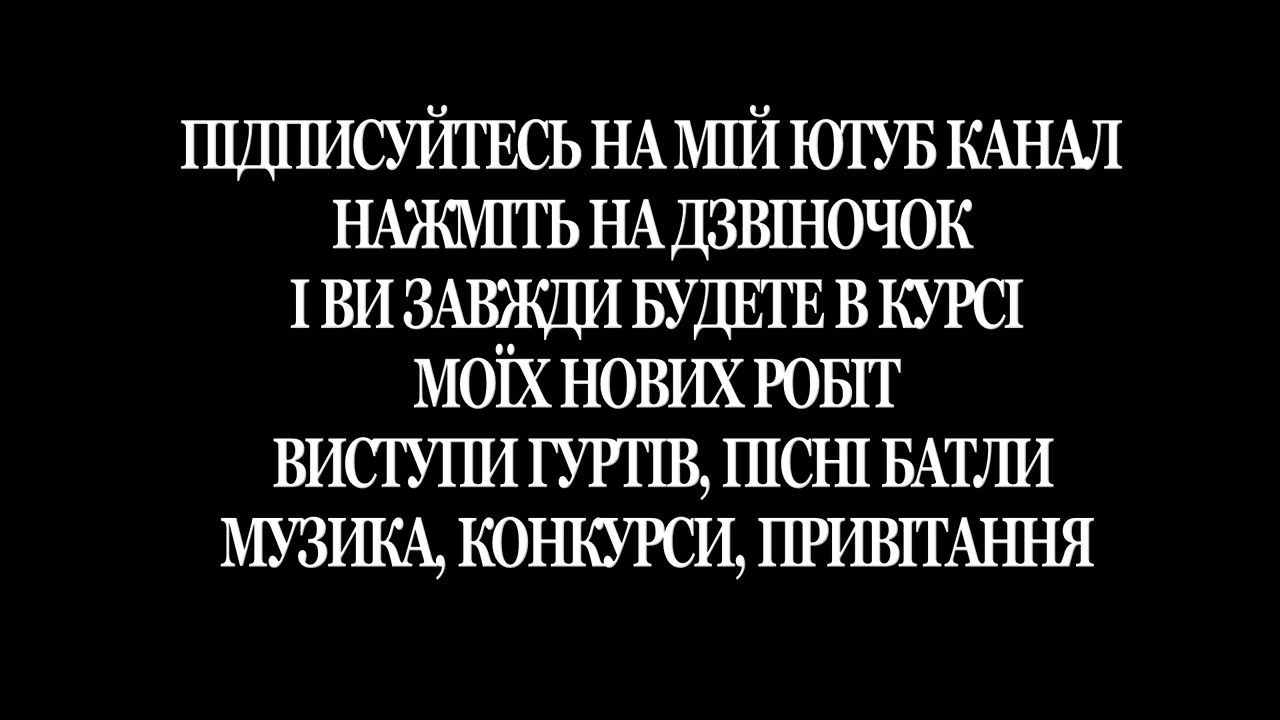 ПІДПИСУЙТЕСЬ НА МІЙ ЮТУБ КАНАЛ
НАЖМІТЬ НА ДЗВІНОЧОК
І ВИ ЗАВЖДИ БУДЕТЕ В КУРСІ
МОЇХ НОВИХ РОБІТ
ВИСТУПИ ГУРТІВ, ПІСНІ БАТЛИ
МУЗИКА, КОНКУРСИ, ПРИВІТАННЯ